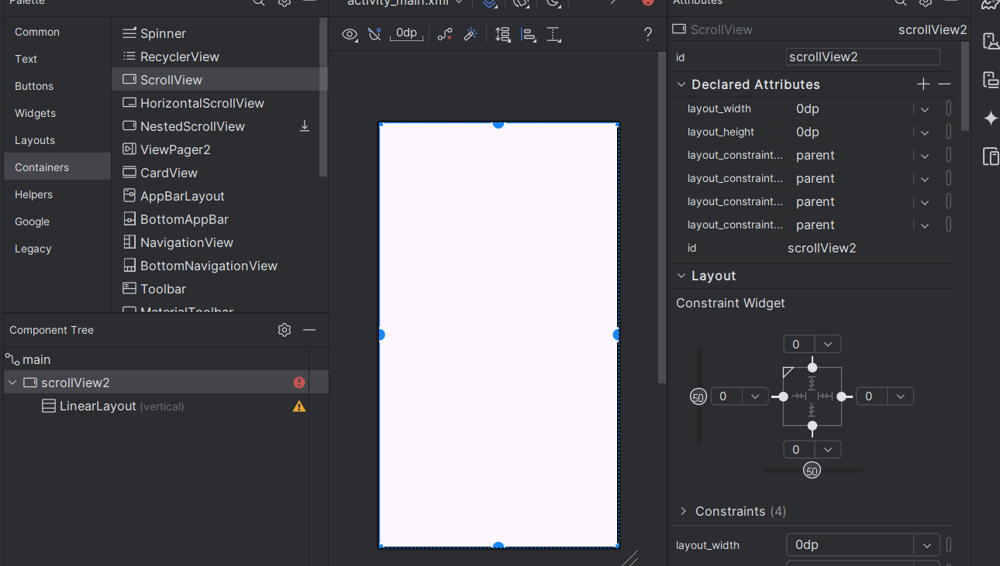 Palette
Common
Text
Buttons
Widgets
Layouts
Containers
Helpers
Google
Legacy
Spinner
RecyclerView
ScrollView
HorizontalScrollView
NestedScrollView
ViewPager2
CardView
AppBarLayout
BottomAppBar
NavigationView
BottomNavigationView
Toolbar
MaterialToolbar
Component Tree
main
scrollView2
LinearLayout (vertical)
activity_main.xml
0dp
?
Attributes
ScrollView scrollView2
id scrollView2
Declared Attributes
layout_width 0dp
layout_height 0dp
layout_constraint... parent
layout_constraint... parent
layout_constraint... parent
layout_constraint... parent
id scrollView2
Layout
Constraint Widget
0
50 0 0
0
50
Constraints (4)
layout_width 0dp